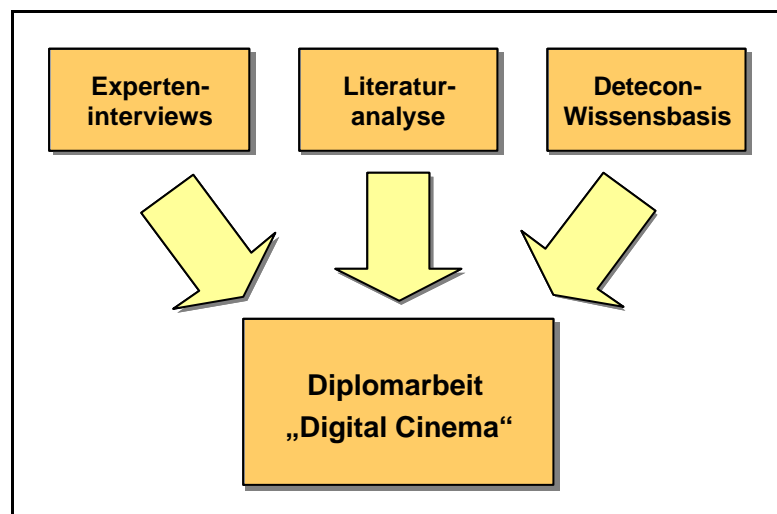 Experten-
interviews
Literatur-
analyse
Detecon-
Wissensbasis
Diplomarbeit
„Digital Cinema“